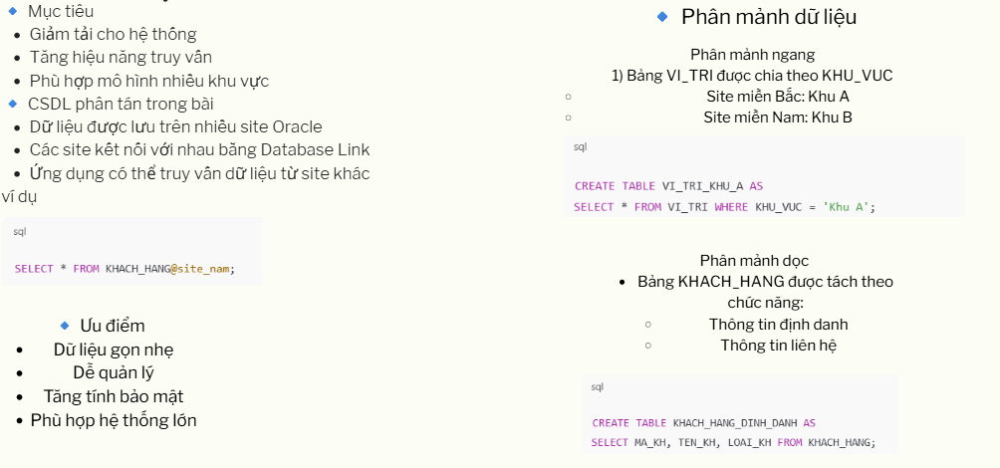 Mục tiêu
Giảm tải cho hệ thống
Tăng hiệu năng truy vấn
Phù hợp mô hình nhiều khu vực
CSDL phân tán trong bài
Dữ liệu được lưu trên nhiều site Oracle
Các site kết nối với nhau bằng Database Link
Ứng dụng có thể truy vấn dữ liệu từ site khác
ví dụ
sql
SELECT * FROM KHACH_HANG@site_nam;
Ưu điểm
Dữ liệu gọn nhẹ
Dễ quản lý
Tăng tính bảo mật
Phù hợp hệ thống lớn
Phân mảnh dữ liệu
Phân mảnh ngang
1) Bảng VI_TRI được chia theo KHU_VUC
Site miền Bắc: Khu A
Site miền Nam: Khu B
sql
CREATE TABLE VI_TRI_KHU_A AS
SELECT * FROM VI_TRI WHERE KHU_VUC = 'Khu A';
Phân mảnh dọc
Bảng KHACH_HANG được tách theo
chức năng:
Thông tin định danh
Thông tin liên hệ
sql
CREATE TABLE KHACH_HANG_DINH_DANH AS
SELECT MA_KH, TEN_KH, LOAI_KH FROM KHACH_HANG;